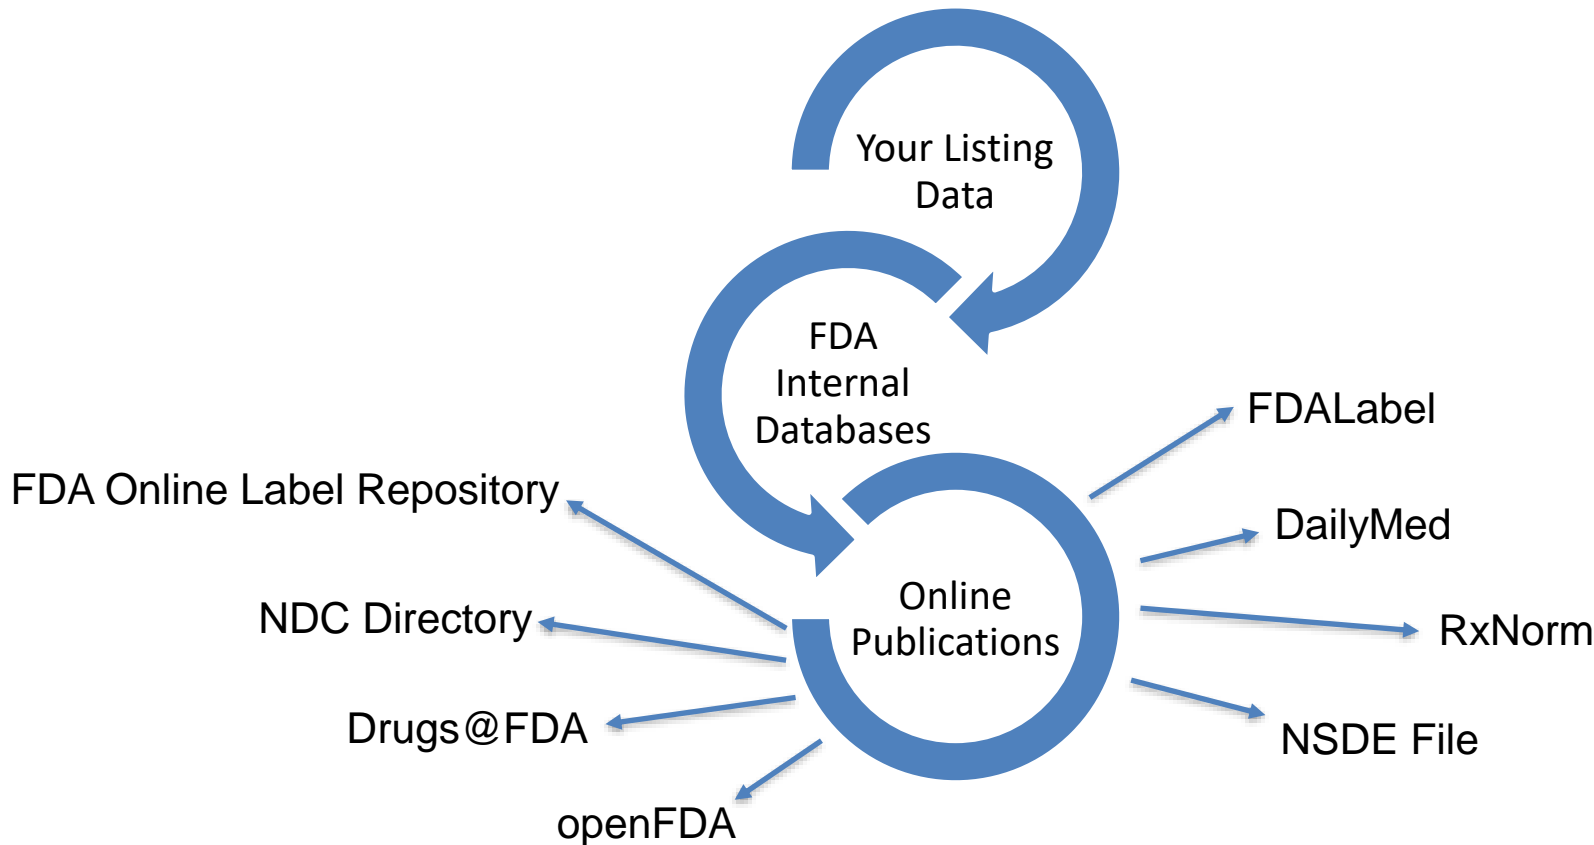 Your Listing
Data
FDA
Internal
Databases
Online
Publications
FDA Online Label Repository
NDC Directory
Drugs@FDA
openFDA
FDALabel
DailyMed
RxNorm
NSDE File